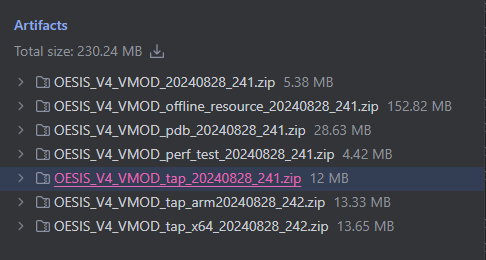 Artifacts
Total size: 230.24 MB
OESIS_V4_VMOD_20240828_241.zip 5.38 MB
OESIS_V4_VMOD_offline_resource_20240828_241.zip 152.82 MB
OESIS_V4_VMOD_pdb_20240828_241.zip 28.63 MB
OESIS_V4_VMOD_perf_test_20240828_241.zip 4.42 MB
OESIS_V4_VMOD_tap_20240828_241.zip 12 MB
OESIS_V4_VMOD_tap_arm20240828_242.zip 13.33 MB
OESIS_V4_VMOD_tap_x64_20240828_242.zip 13.65 MB